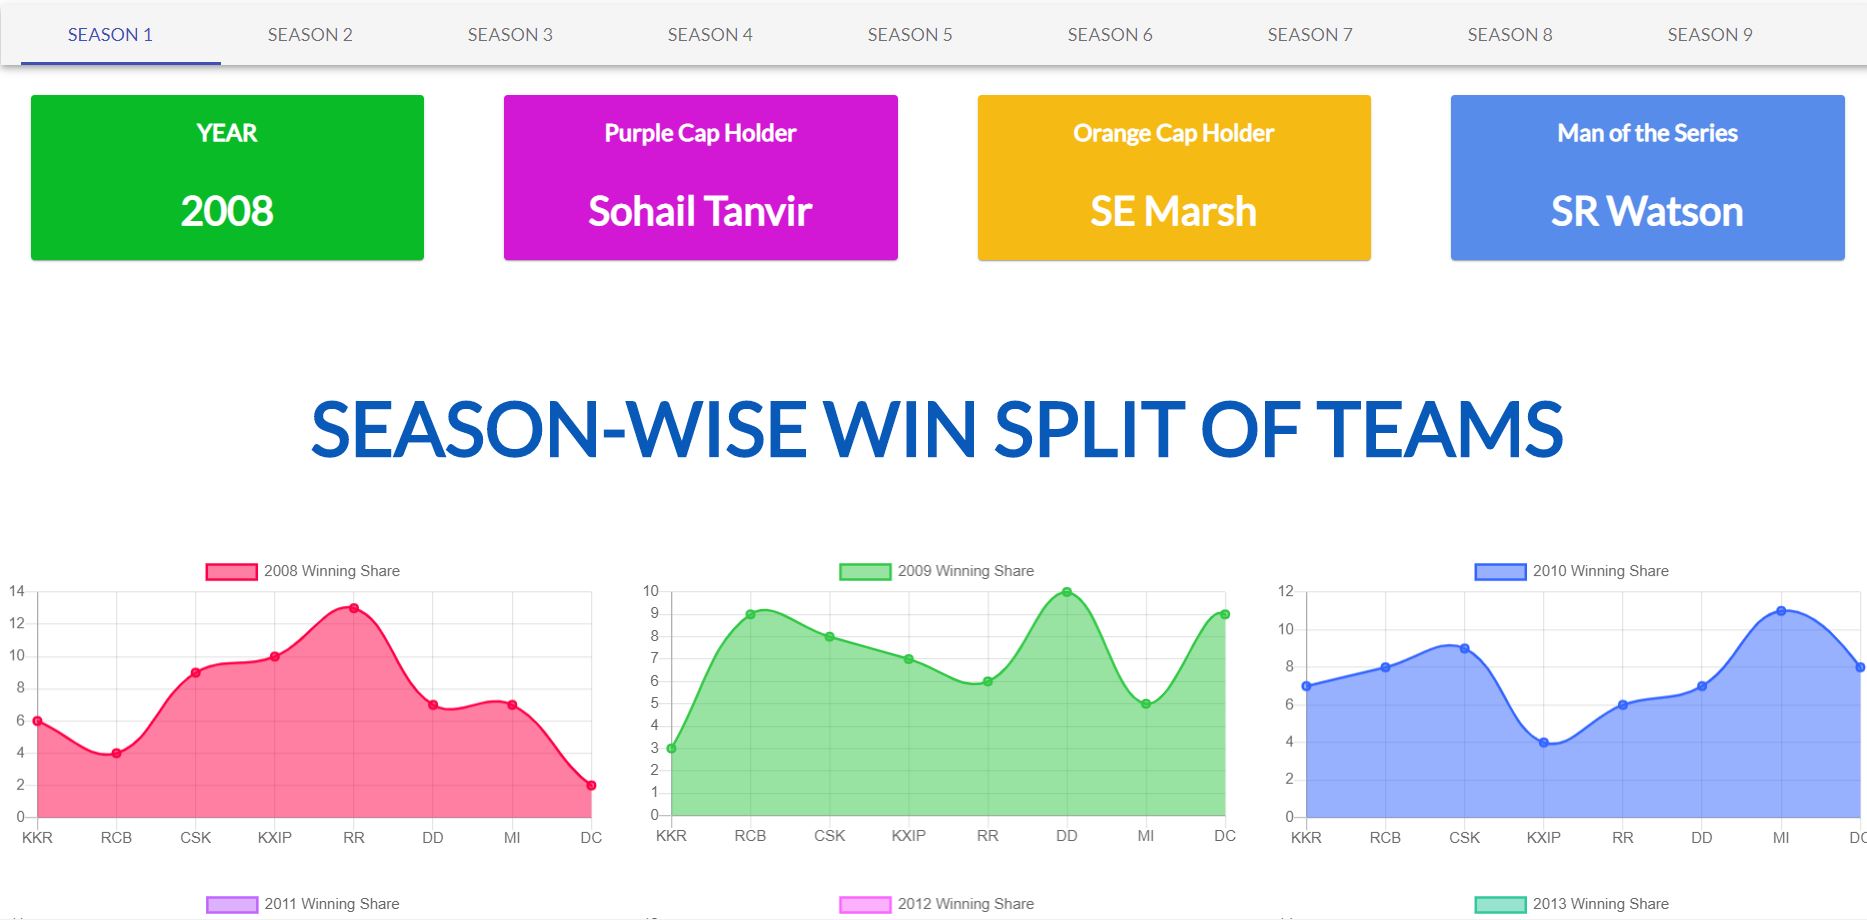 SEASON 1 SEASON 2 SEASON 3 SEASON 4 SEASON 5 SEASON 6 SEASON 7 SEASON 8 SEASON 9
YEAR
2008
Purple Cap Holder
Sohail Tanvir
Orange Cap Holder
SE Marsh
Man of the Series
SR Watson
SEASON-WISE WIN SPLIT OF TEAMS
2008 Winning Share
14
12
10
8
6
4
2
0
KKR RCB CSK KXIP RR DD MI DC
2009 Winning Share
10
9
8
7
6
5
4
3
2
1
0
KKR RCB CSK KXIP RR DD MI DC
2010 Winning Share
12
10
8
6
4
2
0
KKR RCB CSK KXIP RR DD MI DC
2011 Winning Share
2012 Winning Share
2013 Winning Share